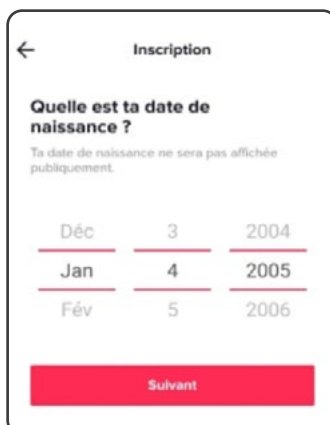 Inscription
Quelle est ta date de
naissance ?
Ta date de naissance ne sera pas affichée
publiquement.
Déc 3 2004
Jan 4 2005
Fév 5 2006
Suivant